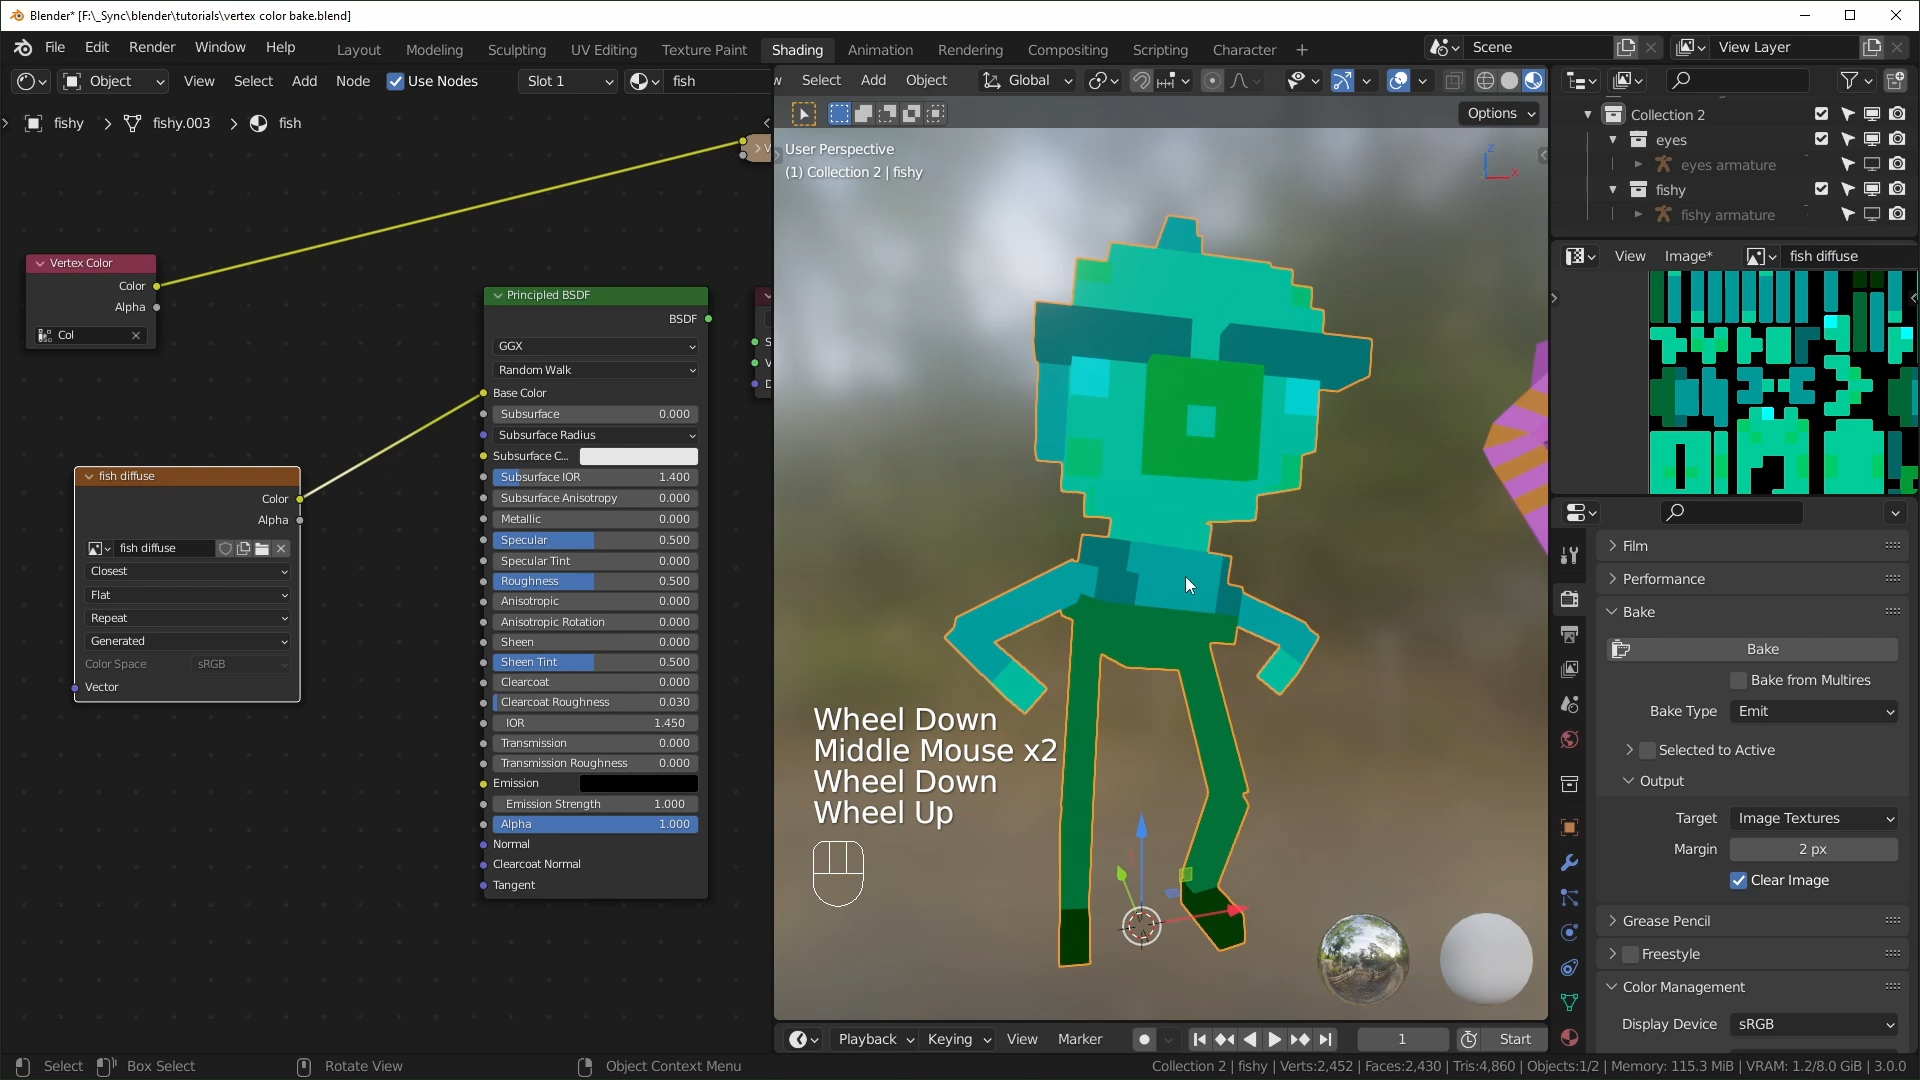 Blender* [F:\_Sync\blender\tutorials\vertex color bake.blend]
File Edit Render Window Help Layout Modeling Sculpting UV Editing Texture Paint Shading Animation Rendering Compositing Scripting Character + Scene View Layer
Object View Select Add Node Use Nodes Slot 1 fish
Select Add Object Global
fishy > fishy.003 > fish
Options
User Perspective
(1) Collection 2 | fishy
Z
X
Collection 2
eyes
eyes armature
fishy
fishy armature
View Image* fish diffuse
Vertex Color
Color
Alpha
Col
Principled BSDF
BSDF
GGX
Random Walk
Base Color
Subsurface 0.000
Subsurface Radius
Subsurface C...
Subsurface IOR 1.400
Subsurface Anisotropy 0.000
Metallic 0.000
Specular 0.500
Specular Tint 0.000
Roughness 0.500
Anisotropic 0.000
Anisotropic Rotation 0.000
Sheen 0.000
Sheen Tint 0.500
Clearcoat 0.000
Clearcoat Roughness 0.030
IOR 1.450
Transmission 0.000
Transmission Roughness 0.000
Emission
Emission Strength 1.000
Alpha 1.000
Normal
Clearcoat Normal
Tangent
V
S
V
D
fish diffuse
Color
Alpha
fish diffuse
Closest
Flat
Repeat
Generated
Color Space sRGB
Vector
Wheel Down
Middle Mouse x2
Wheel Down
Wheel Up
Film
Performance
Bake
Bake
Bake from Multires
Bake Type Emit
Selected to Active
Output
Target Image Textures
Margin 2 px
Clear Image
Grease Pencil
Freestyle
Color Management
Display Device sRGB
Playback Keying View Marker 1 Start
Select Box Select Rotate View Object Context Menu
Collection 2 | fishy | Verts:2,452 | Faces:2,430 | Tris:4,860 | Objects:1/2 | Memory: 115.3 MiB | VRAM: 1.2/8.0 GiB | 3.0.0